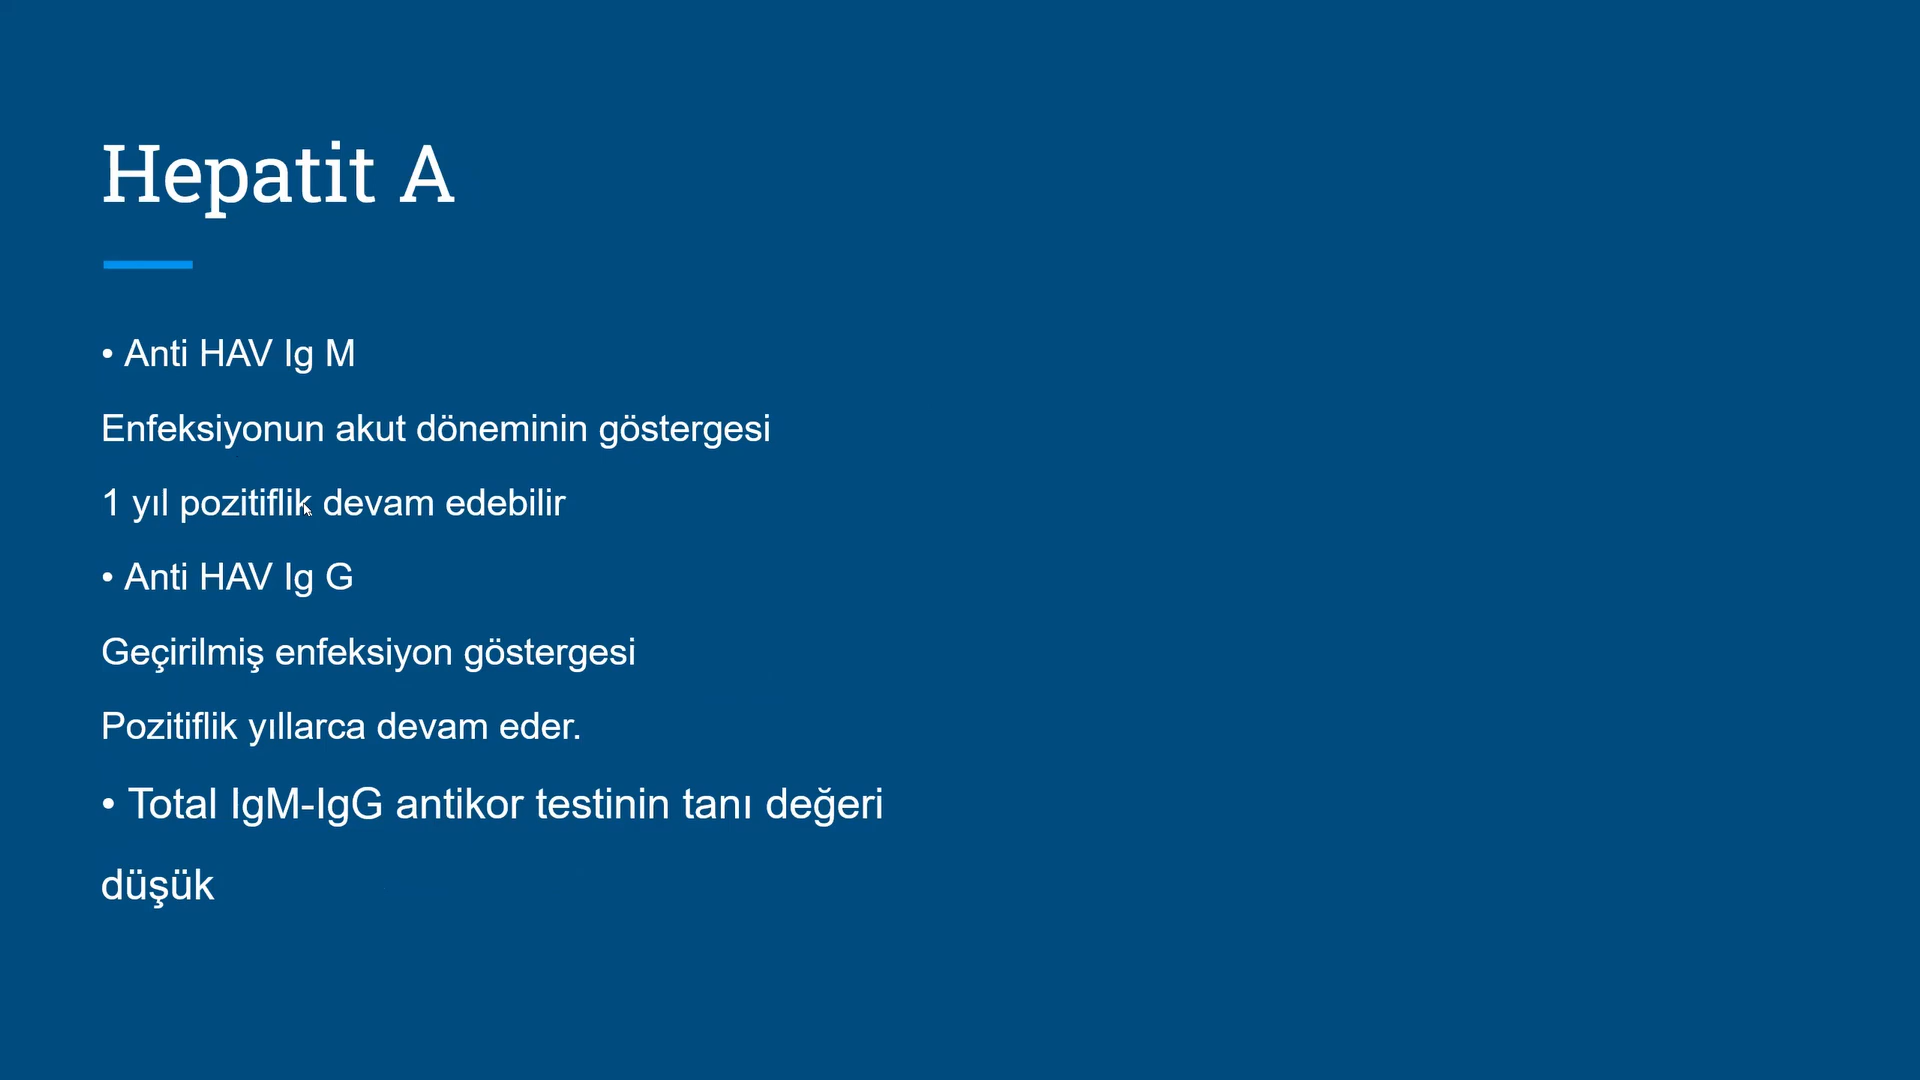 Hepatit A
• Anti HAV Ig M
Enfeksiyonun akut döneminin göstergesi
1 yıl pozitiflik devam edebilir
• Anti HAV Ig G
Geçirilmiş enfeksiyon göstergesi
Pozitiflik yıllarca devam eder.
• Total IgM-IgG antikor testinin tanı değeri
düşük